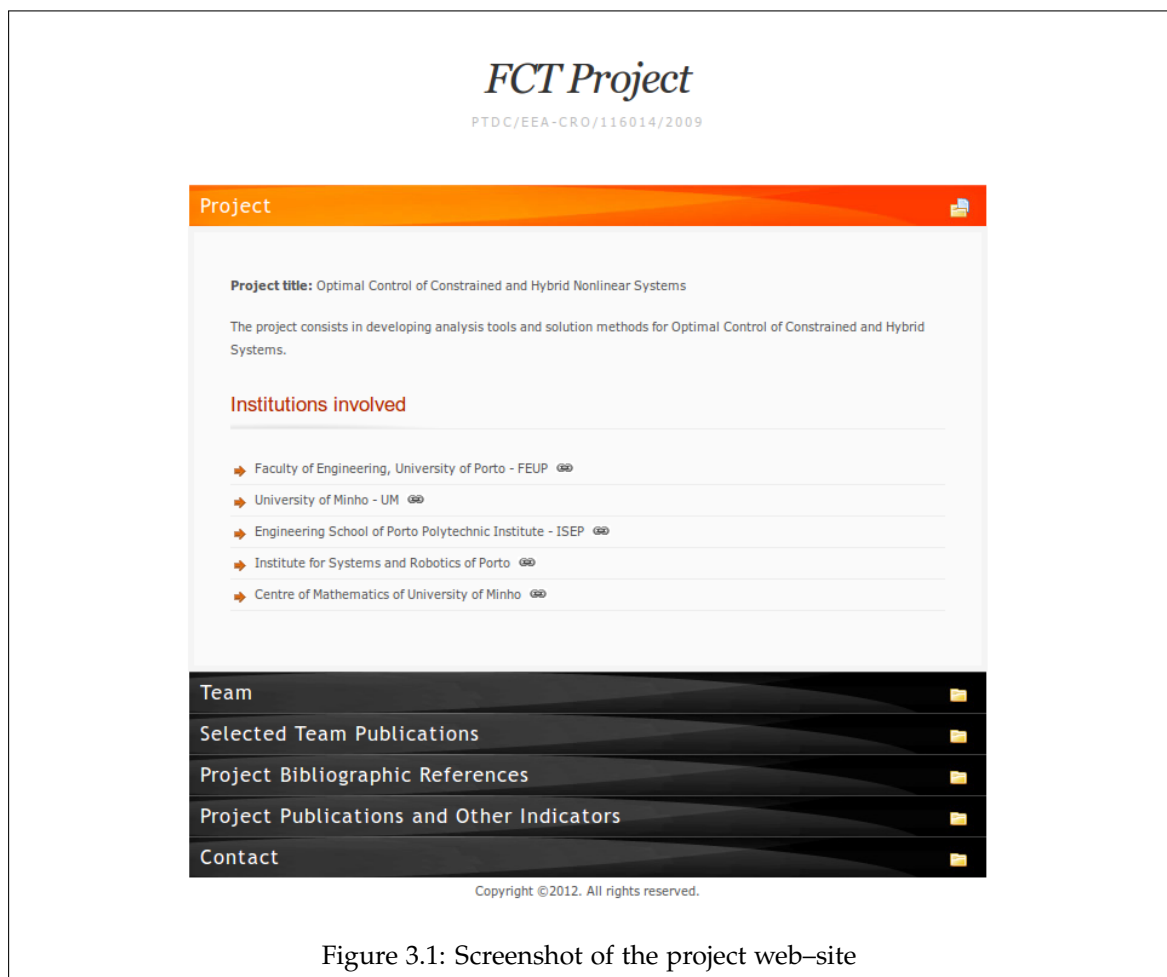 FCT Project
PTDC/EEA-CRO/116014/2009
Project
Project title: Optimal Control of Constrained and Hybrid Nonlinear Systems
The project consists in developing analysis tools and solution methods for Optimal Control of Constrained and Hybrid
Systems.
Institutions involved
Faculty of Engineering, University of Porto - FEUP
University of Minho - UM
Engineering School of Porto Polytechnic Institute - ISEP
Institute for Systems and Robotics of Porto
Centre of Mathematics of University of Minho
Team
Selected Team Publications
Project Bibliographic References
Project Publications and Other Indicators
Contact
Copyright ©2012. All rights reserved.
Figure 3.1: Screenshot of the project web–site